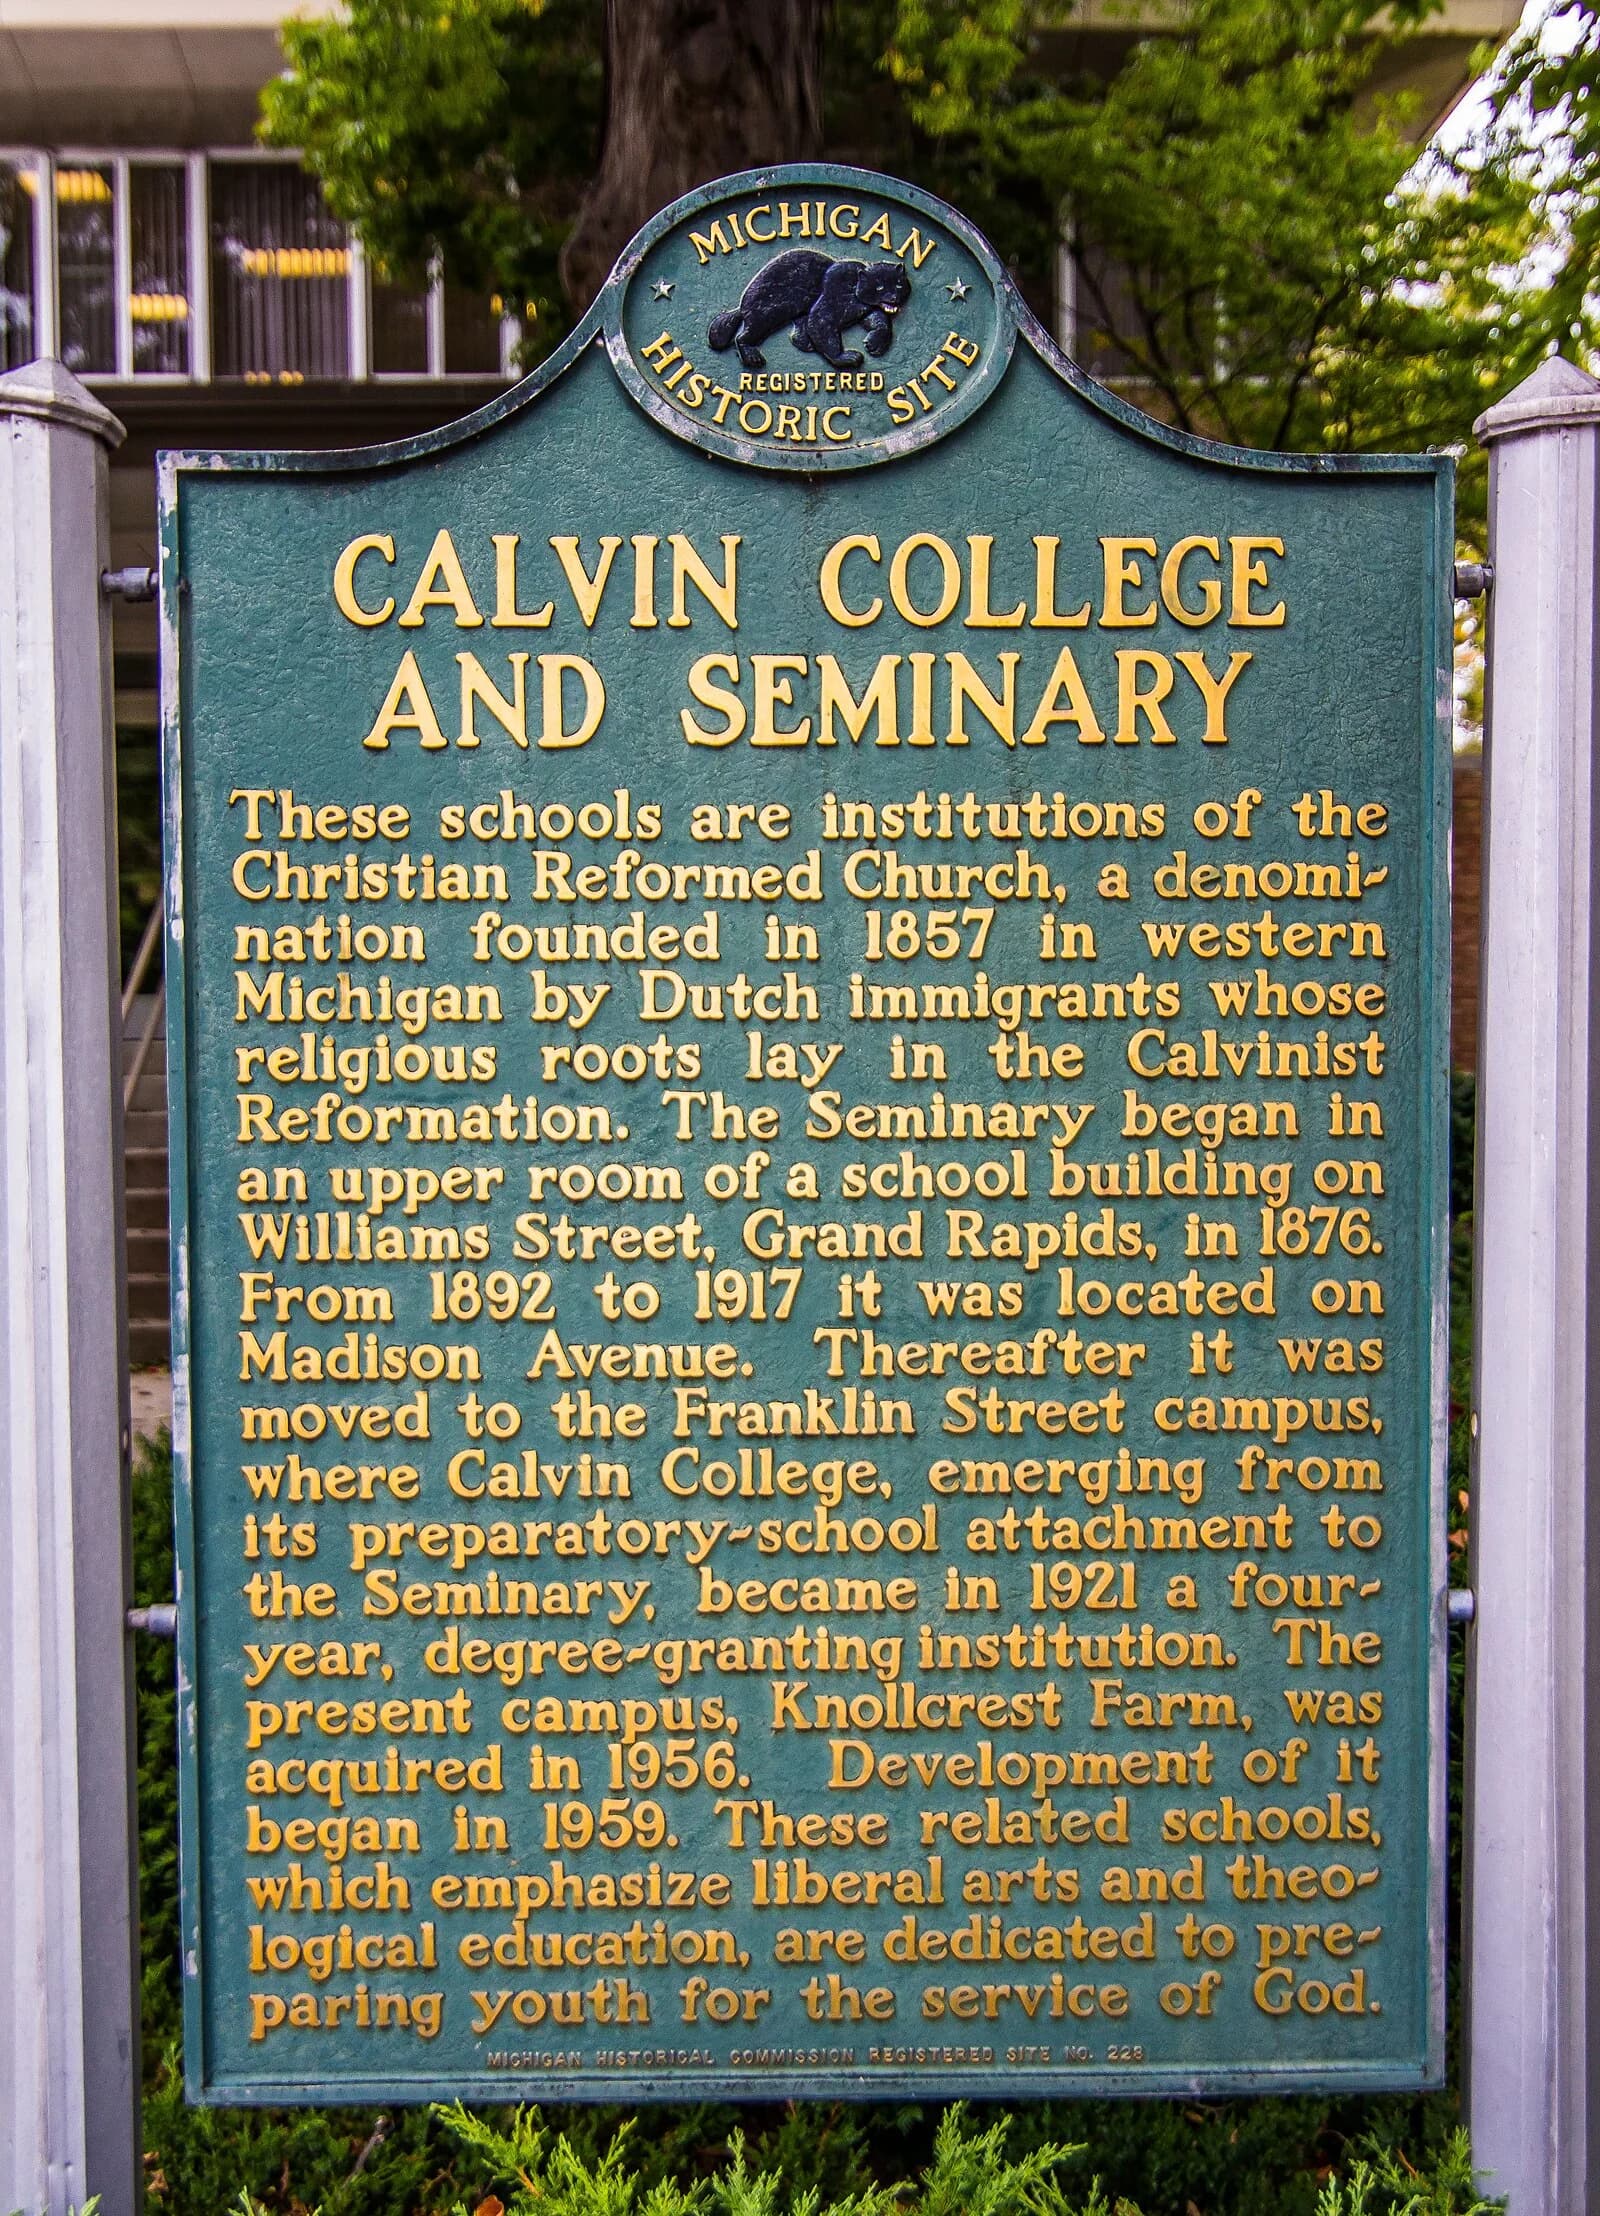 MICHIGAN
REGISTERED
HISTORIC SITE
CALVIN COLLEGE
AND SEMINARY
These schools are institutions of the
Christian Reformed Church, a denomi-
nation founded in 1857 in western
Michigan by Dutch immigrants whose
religious roots lay in the Calvinist
Reformation. The Seminary began in
an upper room of a school building on
Williams Street, Grand Rapids, in 1876.
From 1892 to 1917 it was located on
Madison Avenue. Thereafter it was
moved to the Franklin Street campus,
where Calvin College, emerging from
its preparatory-school attachment to
the Seminary, became in 1921 a four-
year, degree-granting institution. The
present campus, Knollcrest Farm, was
acquired in 1956. Development of it
began in 1959. These related schools,
which emphasize liberal arts and theo-
logical education, are dedicated to pre-
paring youth for the service of God.
MICHIGAN HISTORICAL COMMISSION REGISTERED SITE NO. 228